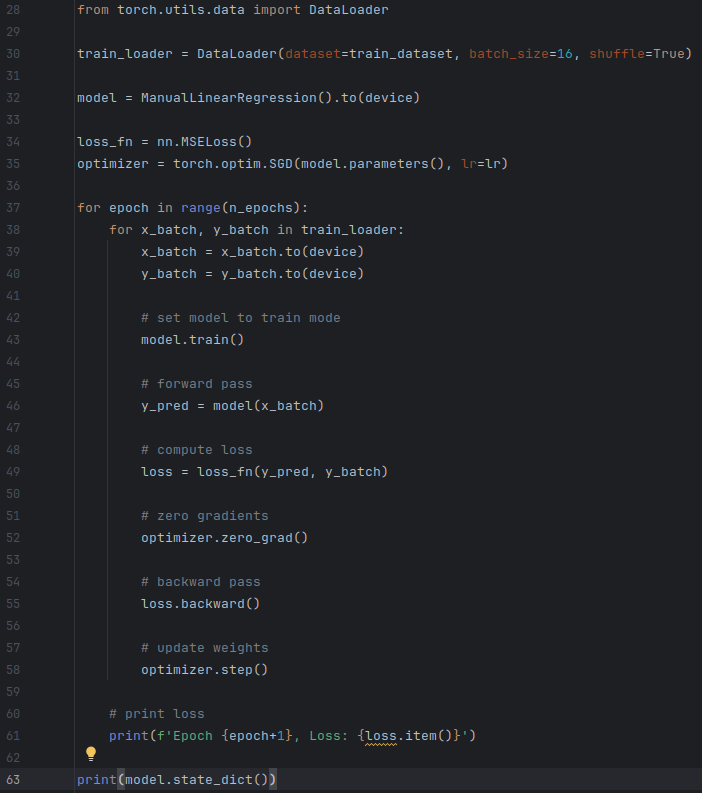 28 from torch.utils.data import DataLoader
29
30 train_loader = DataLoader(dataset=train_dataset, batch_size=16, shuffle=True)
31
32 model = ManualLinearRegression().to(device)
33
34 loss_fn = nn.MSELoss()
35 optimizer = torch.optim.SGD(model.parameters(), lr=lr)
36
37 for epoch in range(n_epochs):
38     for x_batch, y_batch in train_loader:
39         x_batch = x_batch.to(device)
40         y_batch = y_batch.to(device)
41
42         # set model to train mode
43         model.train()
44
45         # forward pass
46         y_pred = model(x_batch)
47
48         # compute loss
49         loss = loss_fn(y_pred, y_batch)
50
51         # zero gradients
52         optimizer.zero_grad()
53
54         # backward pass
55         loss.backward()
56
57         # update weights
58         optimizer.step()
59
60     # print loss
61     print(f'Epoch {epoch+1}, Loss: {loss.item()}')
62
63 print(model.state_dict())